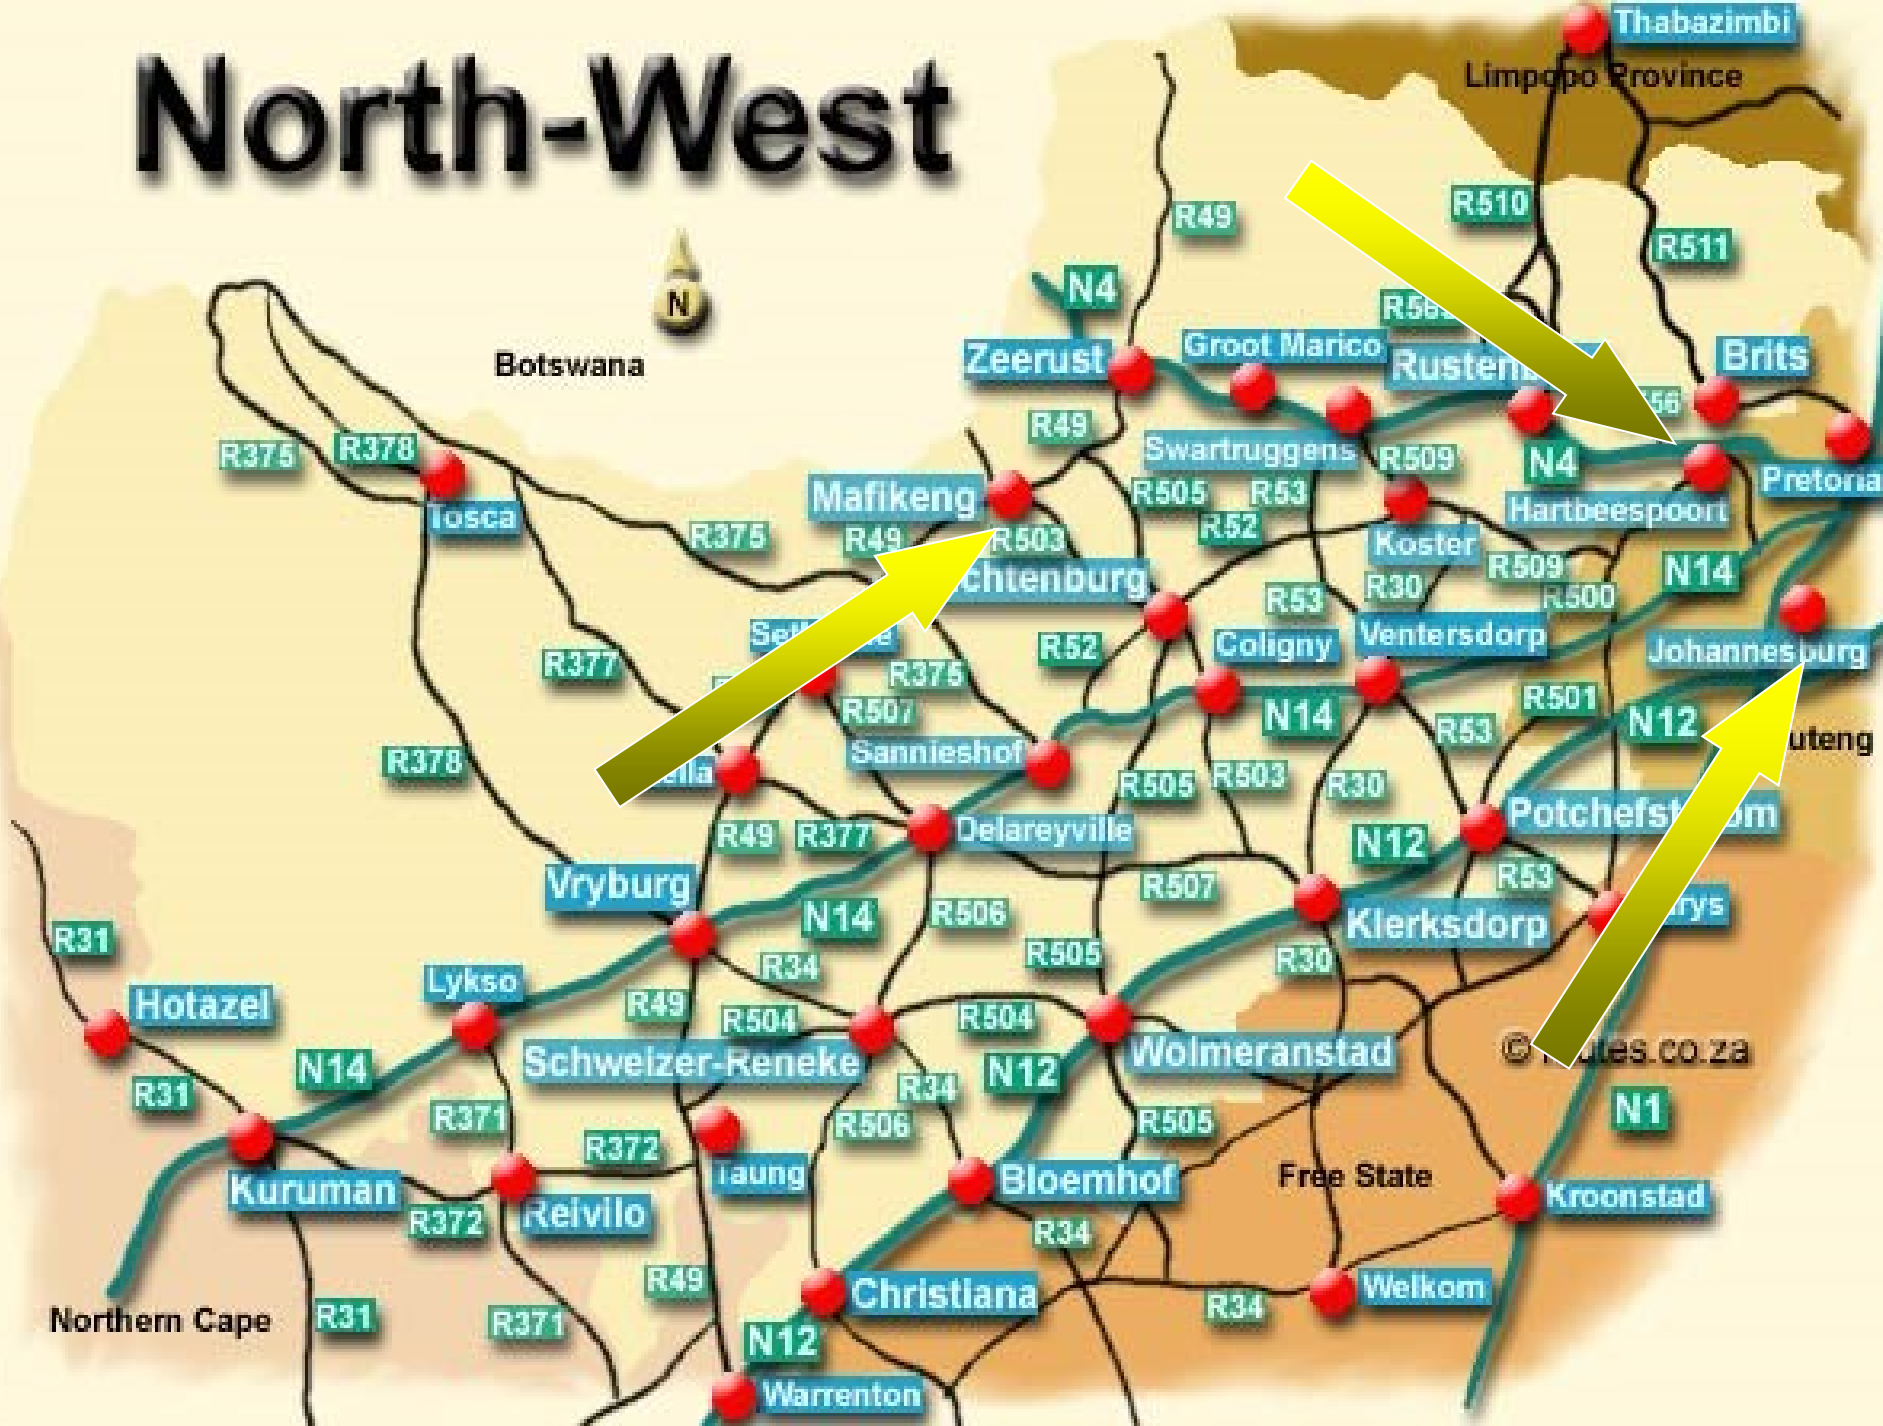 Thabazimbi
Limpopo Province
North-West
R510
R49
R511
N4
N
Botswana
Groot Marico
Zeerust
Brits
R49
R375
R378
Swartruggens
R509
N4
Pretoria
Mafikeng
R505
R53
Hartbeespoort
Tosca
R52
R375
R49
R503
Koster
R509
N14
R53
R30
R500
R52
Coligny
Ventersdorp
Johannesburg
R377
R375
R501
R507
N14
R53
N12
Sannieshof
R378
R505
R503
R30
Potchefstroom
R49
R377
Delareyville
N12
R53
Vryburg
R507
N14
R506
Klerksdorp
R31
R505
R30
R34
Lykso
Hotazel
R49
R504
R504
Schweizer-Reneke
N12
Wolmeranstad
N14
R31
R34
R371
R506
R505
N1
R372
Taung
Bloemhof
Free State
Kuruman
Kroonstad
R372
Reivilo
R34
R49
Christiana
Welkom
Northern Cape
R31
R371
R34
N12
Warrenton